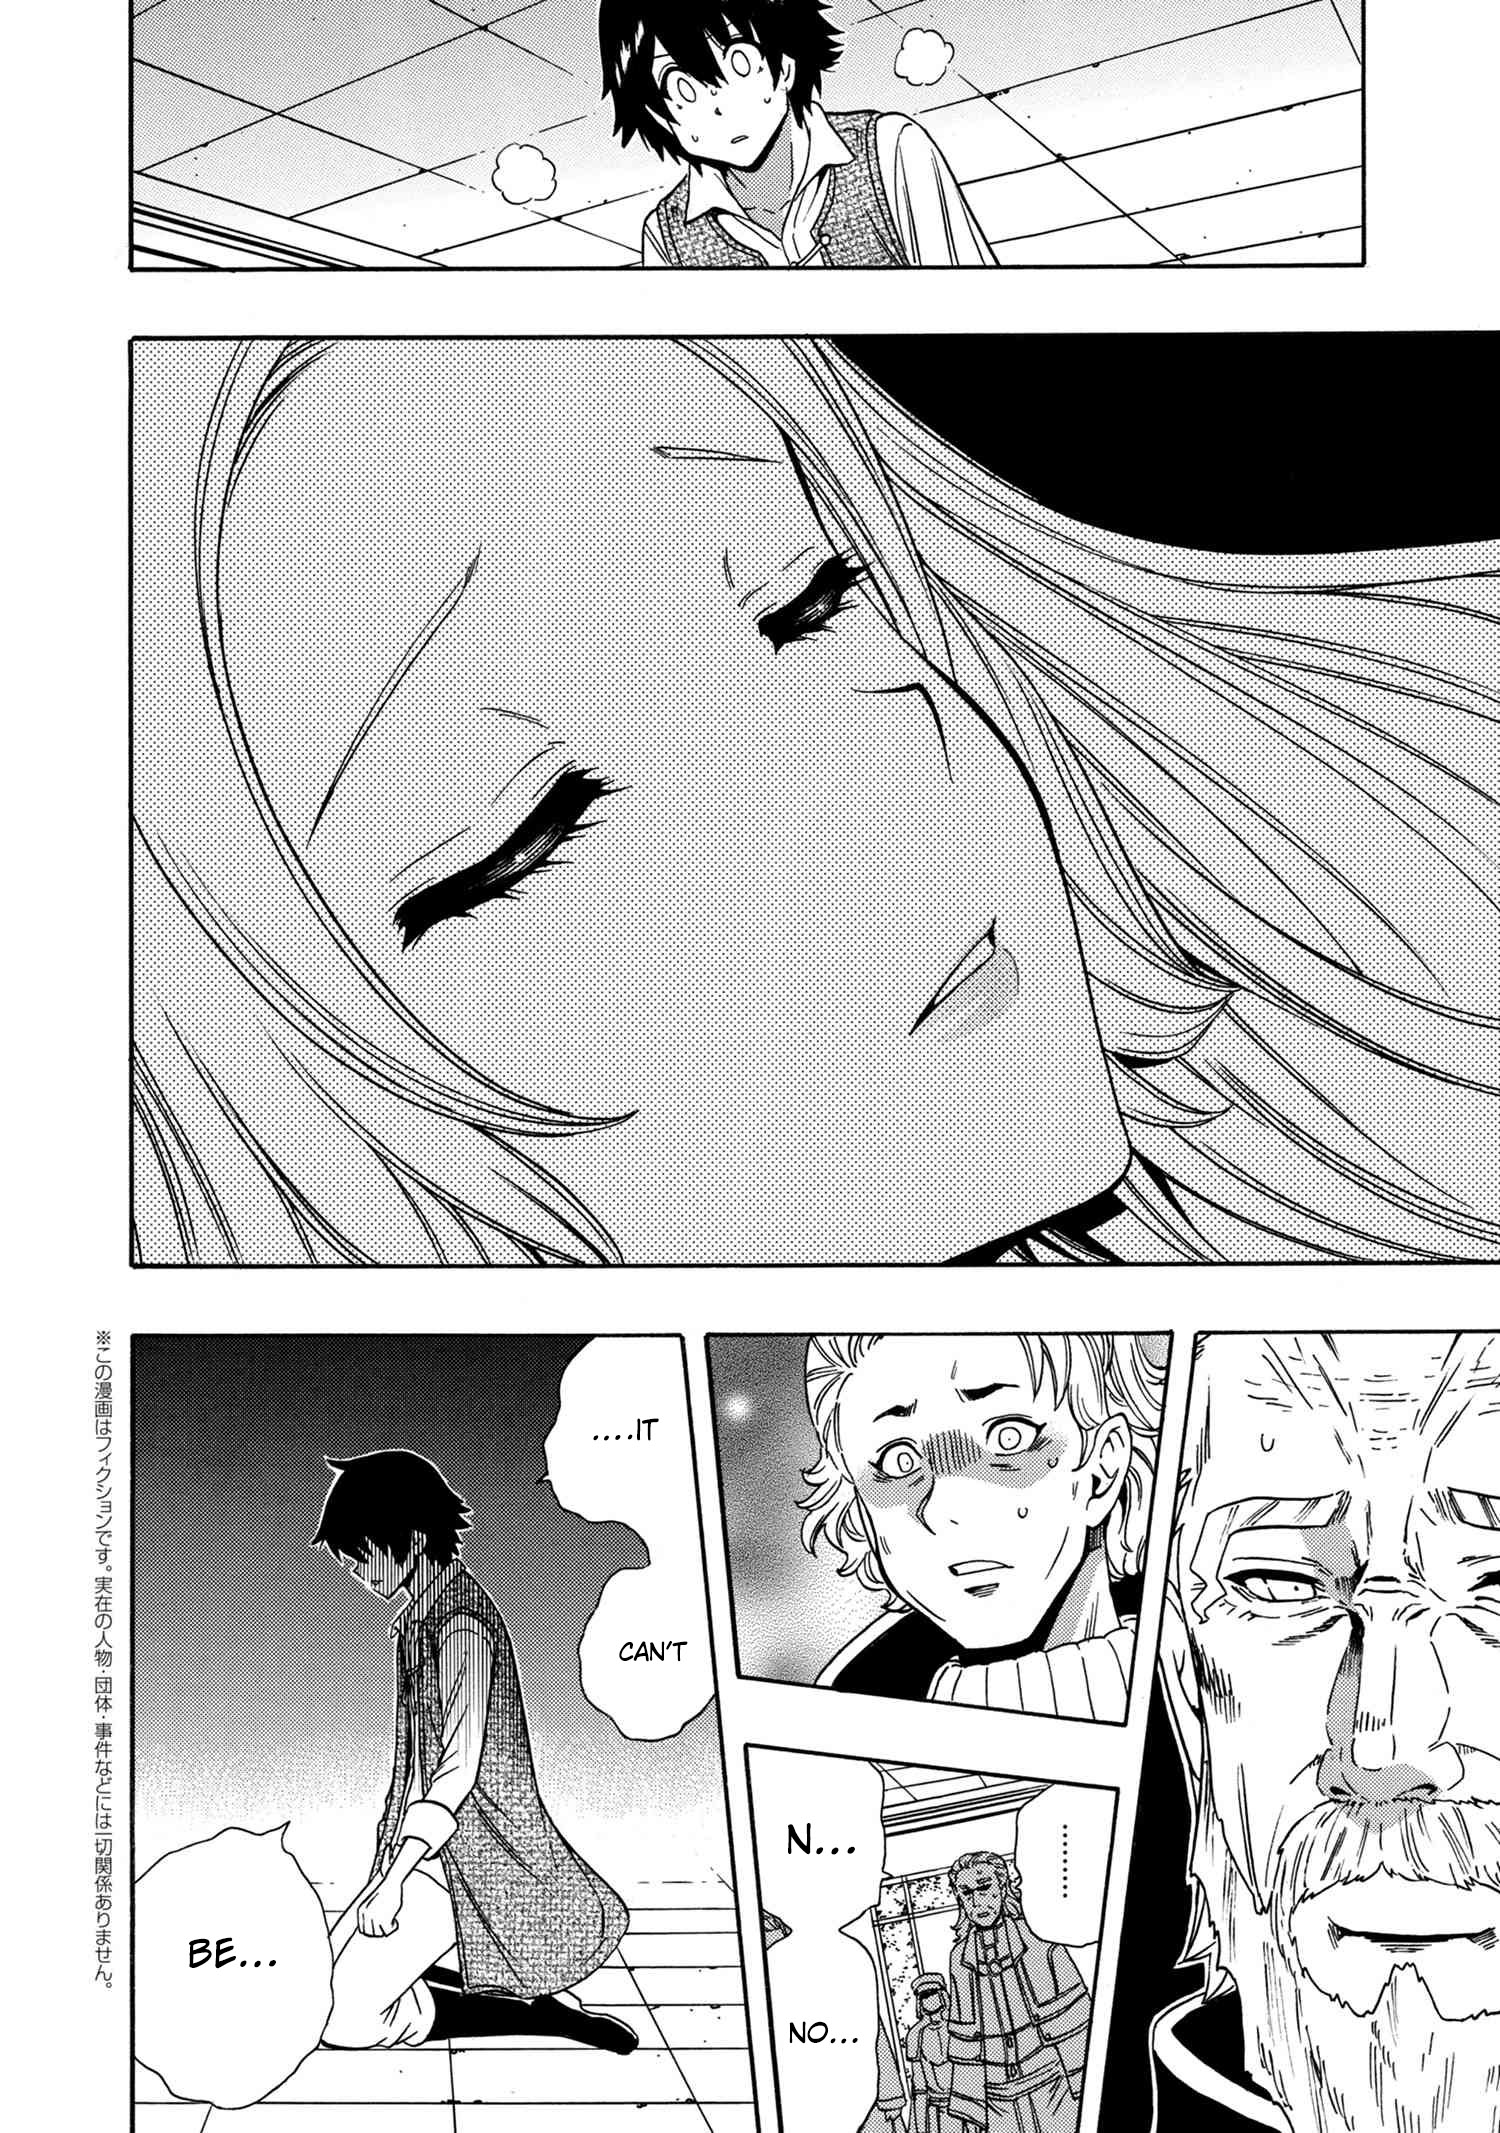 ………
N...
NO...
....IT
CAN'T
BE...
※この漫画はフィクションです。実在の人物・団体・事件などには一切関係ありません。